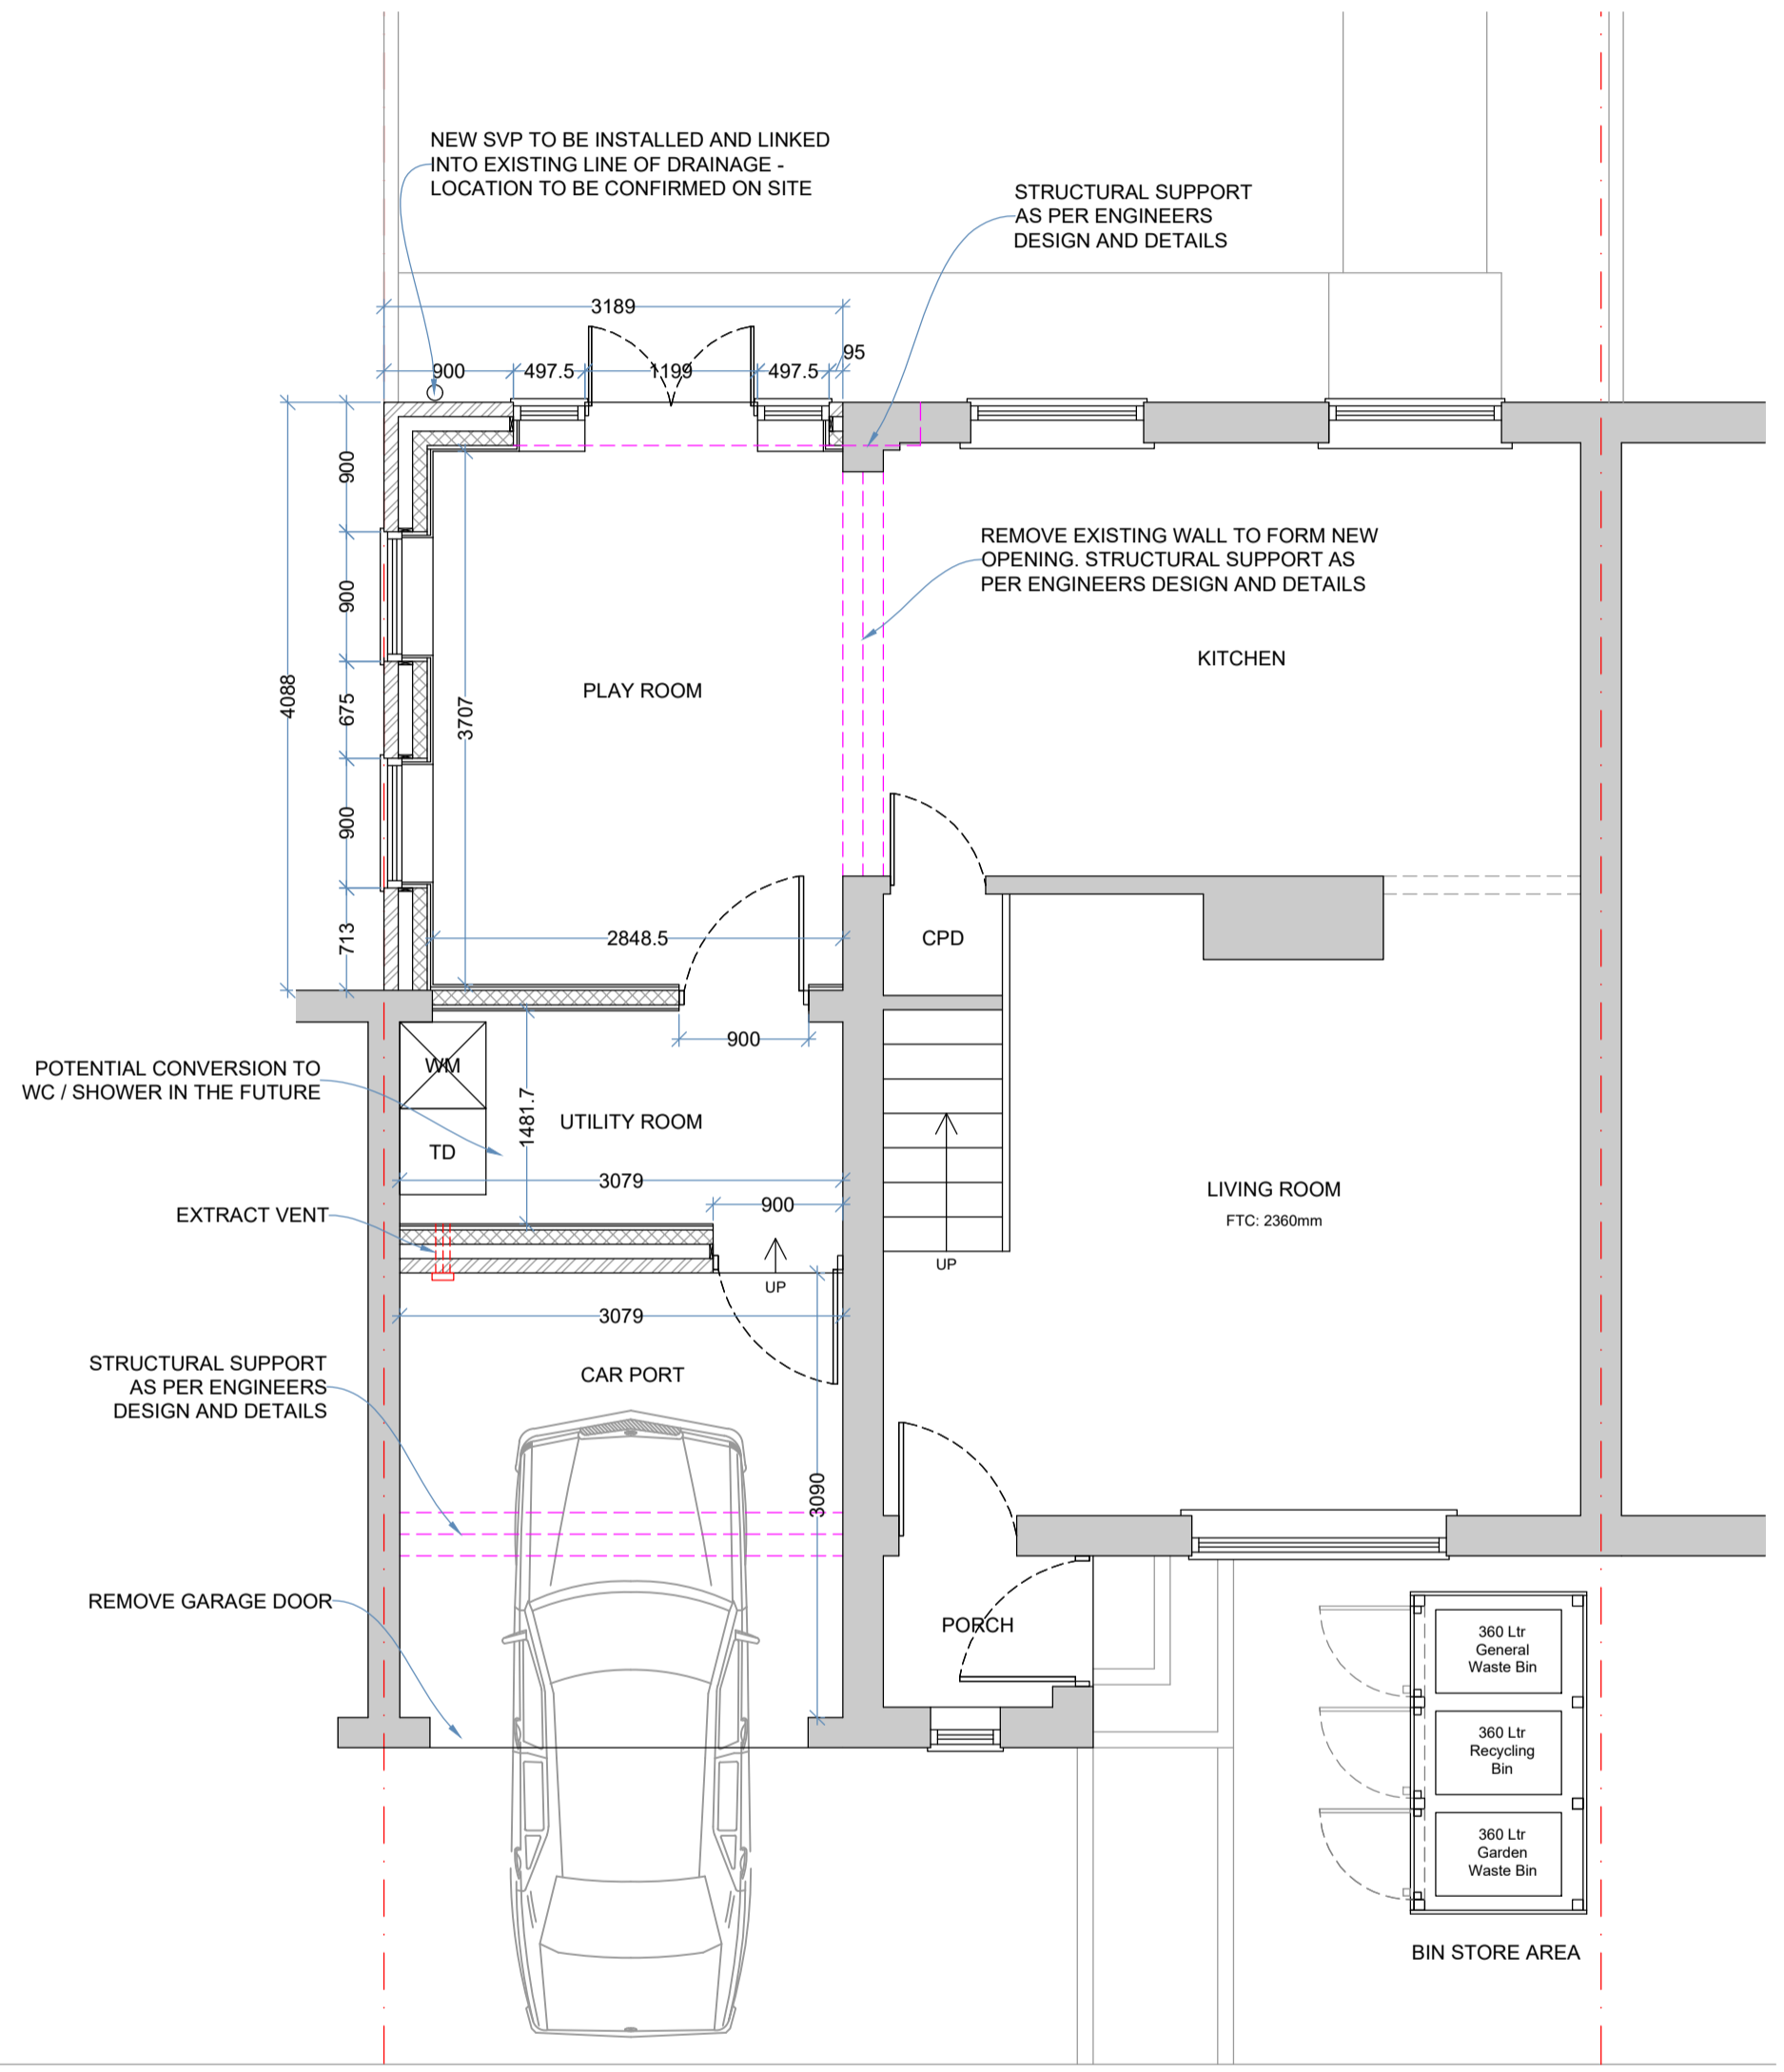 NEW SVP TO BE INSTALLED AND LINKED
INTO EXISTING LINE OF DRAINAGE -
LOCATION TO BE CONFIRMED ON SITE
STRUCTURAL SUPPORT
AS PER ENGINEERS
DESIGN AND DETAILS
3189
95
900
497.5
1199
497.5
900
REMOVE EXISTING WALL TO FORM NEW
OPENING. STRUCTURAL SUPPORT AS
PER ENGINEERS DESIGN AND DETAILS
900
KITCHEN
4088
675
3707
PLAY ROOM
900
713
2848.5
CPD
900
POTENTIAL CONVERSION TO
WC / SHOWER IN THE FUTURE
WM
1481.7
UTILITY ROOM
TD
3079
LIVING ROOM
FTC: 2360mm
EXTRACT VENT
900
UP
UP
3079
STRUCTURAL SUPPORT
AS PER ENGINEERS
DESIGN AND DETAILS
CAR PORT
3090
REMOVE GARAGE DOOR
PORCH
360 Ltr
General
Waste Bin
360 Ltr
Recycling
Bin
360 Ltr
Garden
Waste Bin
BIN STORE AREA